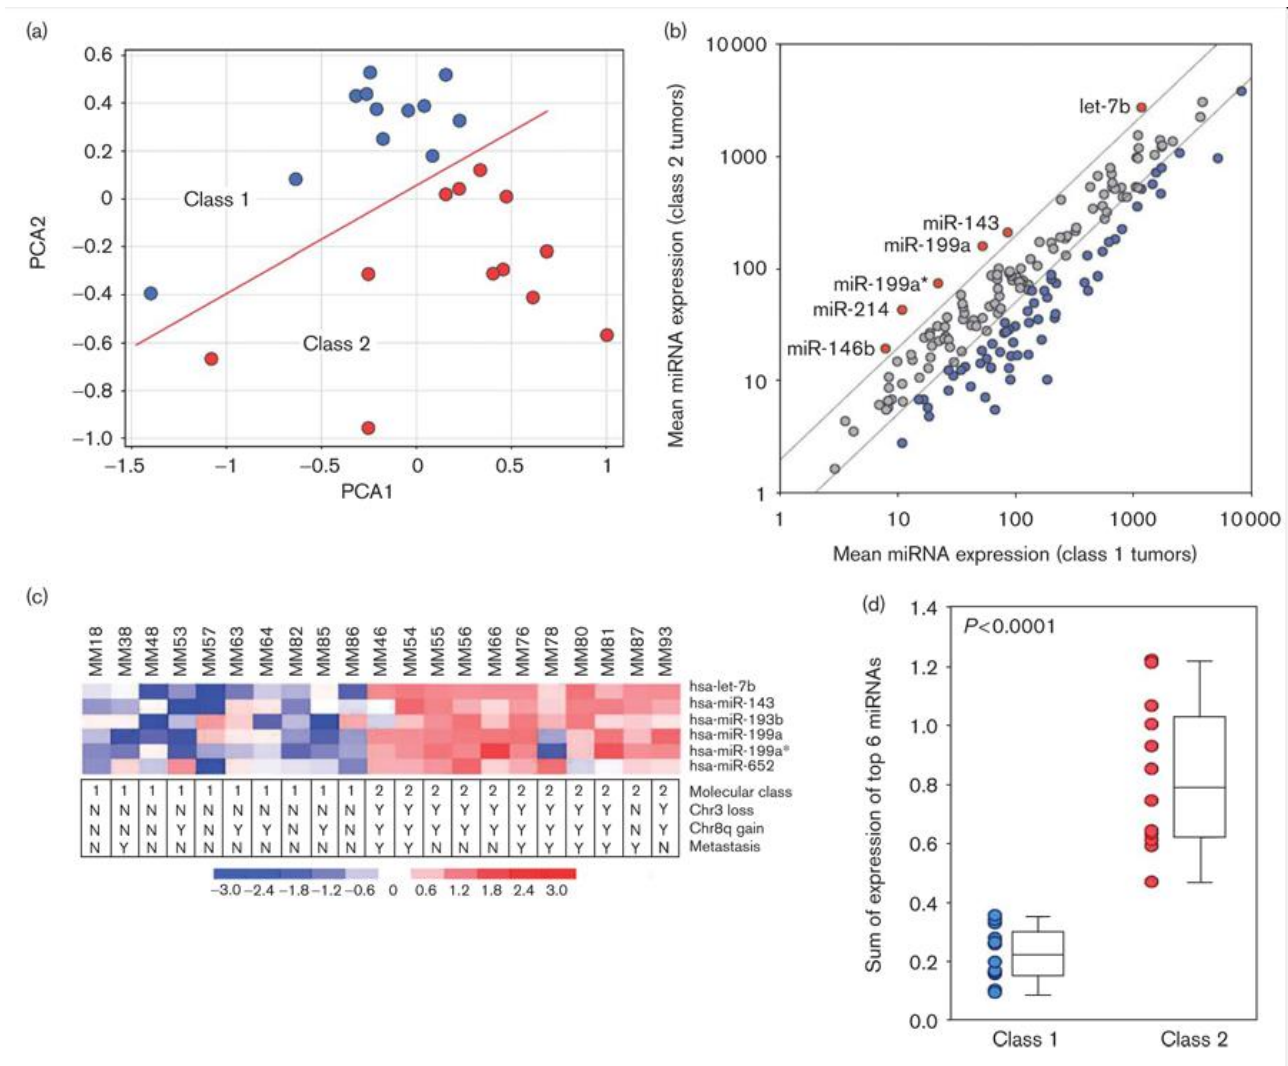 (a)
0.6
0.4
0.2
0
−0.2
−0.4
−0.6
−0.8
−1.0
PCA2
Class 1
Class 2
−1.5 −1 −0.5 0 0.5 1
PCA1
(b)
10 000
1000
100
10
1
Mean miRNA expression (class 2 tumors)
let-7b
miR-143
miR-199a
miR-199a*
miR-214
miR-146b
1 10 100 1000 10 000
Mean miRNA expression (class 1 tumors)
(c)
MM18 MM38 MM48 MM53 MM57 MM63 MM64 MM82 MM85 MM86 MM46 MM54 MM55 MM56 MM66 MM76 MM78 MM80 MM81 MM87 MM93
hsa-let-7b
hsa-miR-143
hsa-miR-193b
hsa-miR-199a
hsa-miR-199a*
hsa-miR-652
1 1 1 1 1 1 1 1 1 1 2 2 2 2 2 2 2 2 2 2 2 Molecular class
N N N N N N N N N N Y Y Y Y Y Y Y Y Y N Y Chr3 loss
N N N Y N Y Y N Y N Y Y Y Y Y Y Y Y Y N Y Chr8q gain
N Y N N N N N N N N Y Y N Y N Y Y Y Y Y N Metastasis
−3.0 −2.4 −1.8 −1.2 −0.6 0 0.6 1.2 1.8 2.4 3.0
(d)
P<0.0001
1.4
1.2
1.0
0.8
0.6
0.4
0.2
0.0
Sum of expression of top 6 miRNAs
Class 1 Class 2